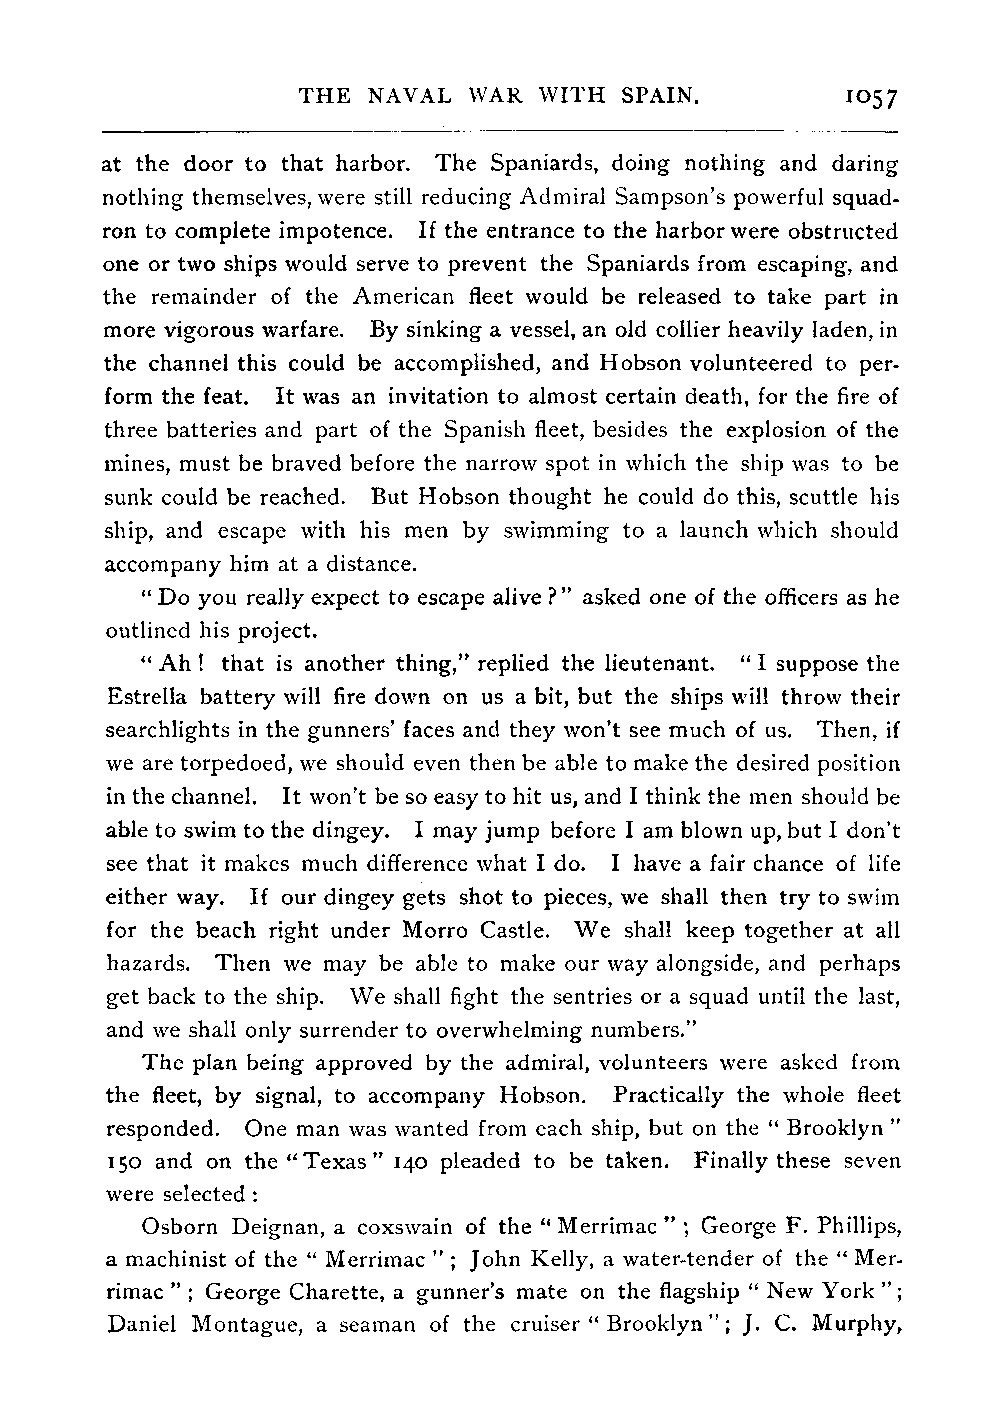 THE NAVAL WAR WITH SPAIN. 1057
at the door to that harbor. The Spaniards, doing nothing and daring
nothing themselves, were still reducing Admiral Sampson's powerful squad-
ron to complete impotence. If the entrance to the harbor were obstructed
one or two ships would serve to prevent the Spaniards from escaping, and
the remainder of the American fleet would be released to take part in
more vigorous warfare. By sinking a vessel, an old collier heavily laden, in
the channel this could be accomplished, and Hobson volunteered to per-
form the feat. It was an invitation to almost certain death, for the fire of
three batteries and part of the Spanish fleet, besides the explosion of the
mines, must be braved before the narrow spot in which the ship was to be
sunk could be reached. But Hobson thought he could do this, scuttle his
ship, and escape with his men by swimming to a launch which should
accompany him at a distance.
"Do you really expect to escape alive?" asked one of the officers as he
outlined his project.
"Ah! that is another thing," replied the lieutenant. "I suppose the
Estrella battery will fire down on us a bit, but the ships will throw their
searchlights in the gunners' faces and they won't see much of us. Then, if
we are torpedoed, we should even then be able to make the desired position
in the channel. It won't be so easy to hit us, and I think the men should be
able to swim to the dingey. I may jump before I am blown up, but I don't
see that it makes much difference what I do. I have a fair chance of life
either way. If our dingey gets shot to pieces, we shall then try to swim
for the beach right under Morro Castle. We shall keep together at all
hazards. Then we may be able to make our way alongside, and perhaps
get back to the ship. We shall fight the sentries or a squad until the last,
and we shall only surrender to overwhelming numbers."
The plan being approved by the admiral, volunteers were asked from
the fleet, by signal, to accompany Hobson. Practically the whole fleet
responded. One man was wanted from each ship, but on the "Brooklyn"
150 and on the "Texas" 140 pleaded to be taken. Finally these seven
were selected:
Osborn Deignan, a coxswain of the "Merrimac"; George F. Phillips,
a machinist of the "Merrimac"; John Kelly, a water-tender of the "Mer-
rimac"; George Charette, a gunner's mate on the flagship "New York";
Daniel Montague, a seaman of the cruiser "Brooklyn"; J. C. Murphy,